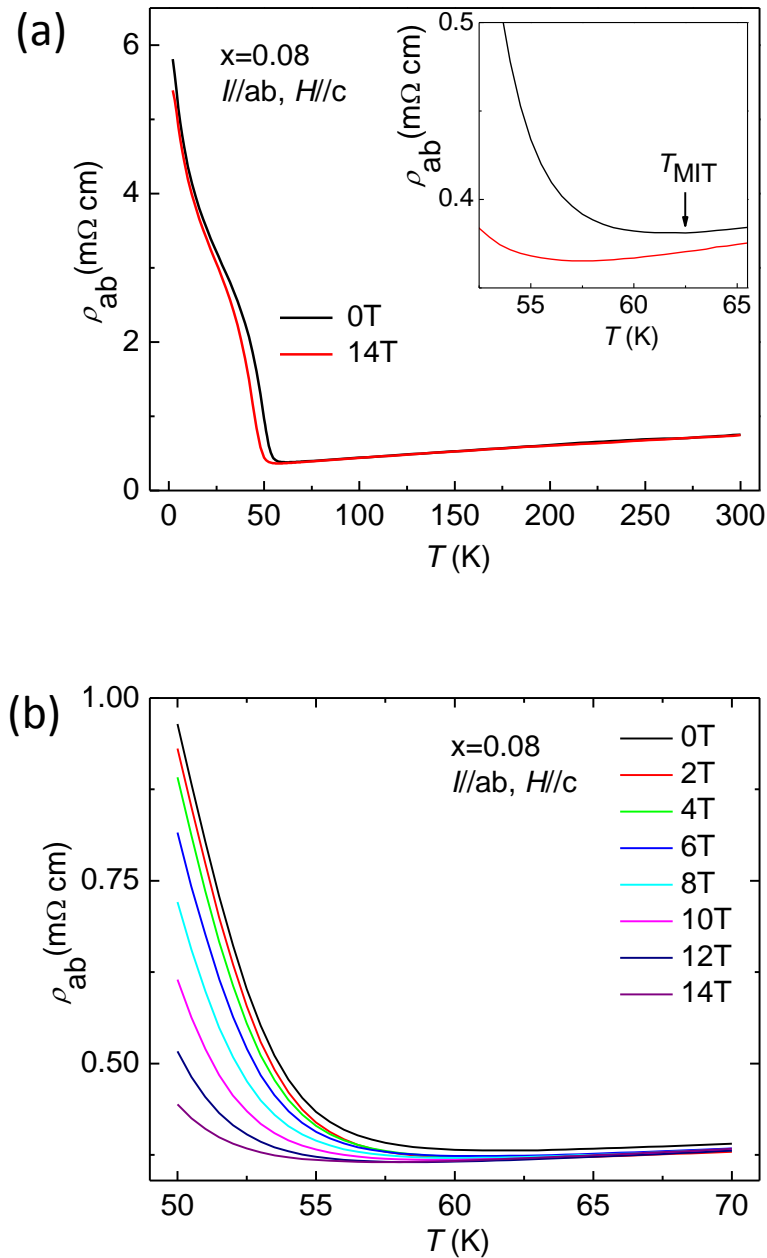 (a)
x=0.08
I//ab, H//c
ρab(mΩ cm)
6
4
2
0
0T
14T
0 50 100 150 200 250 300
T (K)
ρab(mΩ cm)
0.5
0.4
TMIT
55 60 65
T (K)
(b)
x=0.08
I//ab, H//c
ρab(mΩ cm)
1.00
0.75
0.50
0T
2T
4T
6T
8T
10T
12T
14T
50 55 60 65 70
T (K)